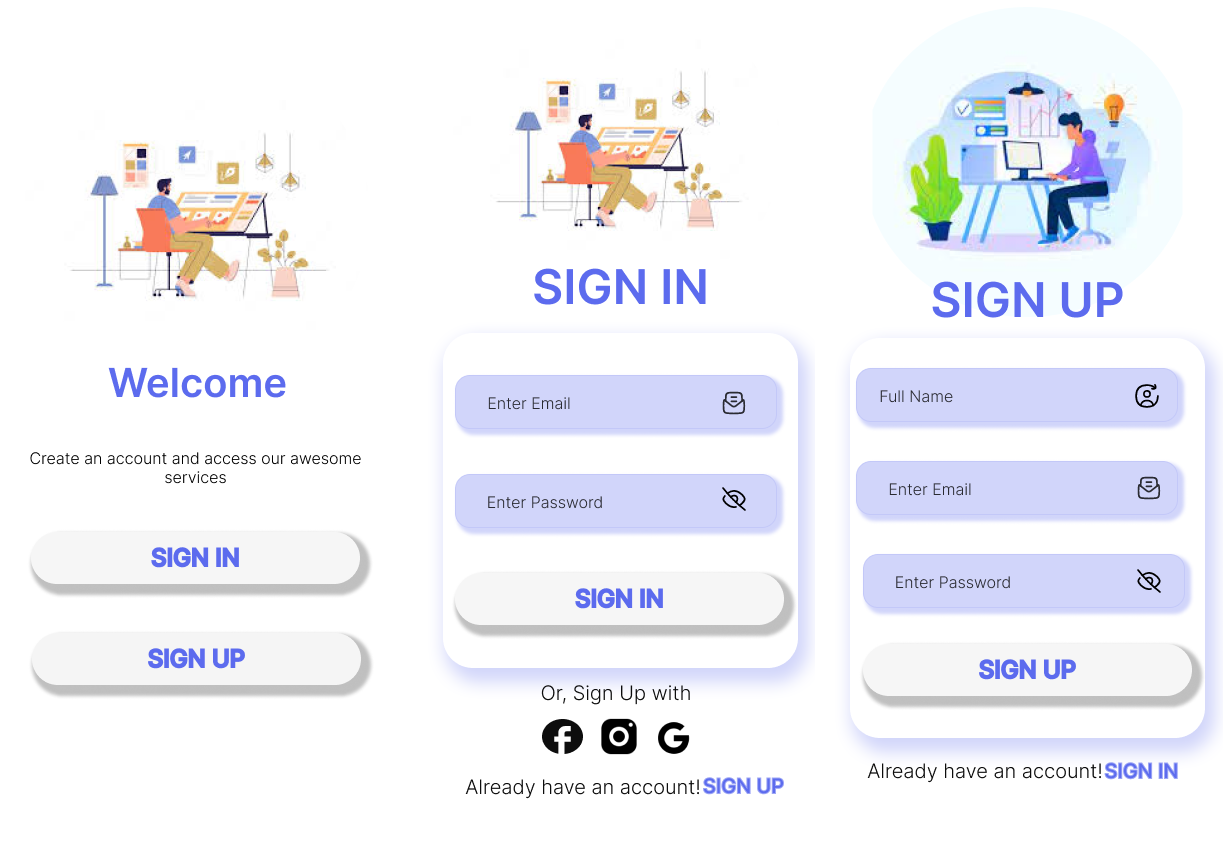 Welcome
Create an account and access our awesome
services
SIGN IN
SIGN UP
SIGN IN
Enter Email
Enter Password
SIGN IN
Or, Sign Up with
Already have an account!SIGN UP
SIGN UP
Full Name
Enter Email
Enter Password
SIGN UP
Already have an account!SIGN IN